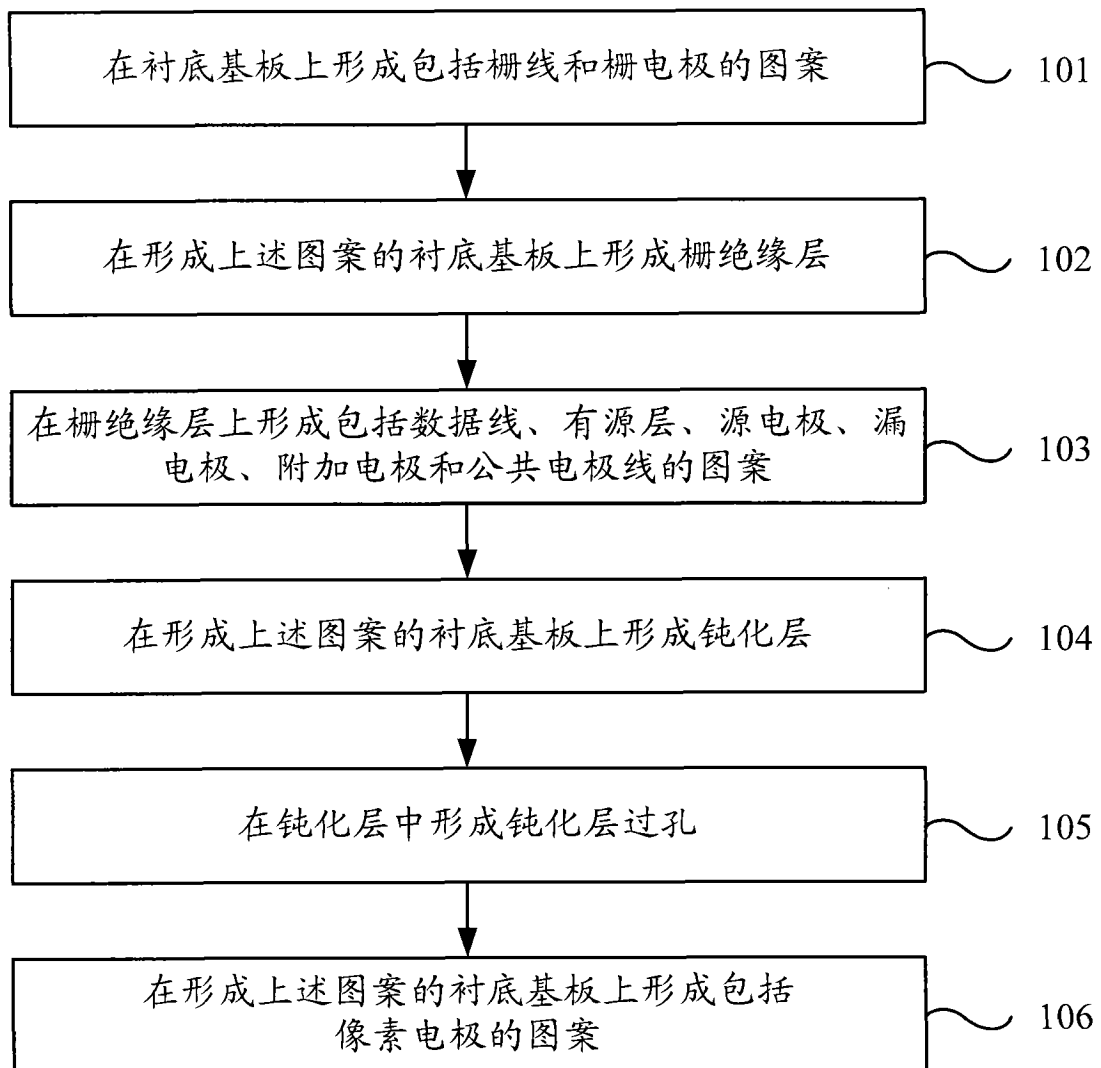 在衬底基板上形成包括栅线和栅电极的图案
101
在形成上述图案的衬底基板上形成栅绝缘层
102
在栅绝缘层上形成包括数据线、有源层、源电极、漏
电极、附加电极和公共电极线的图案
103
在形成上述图案的衬底基板上形成钝化层
104
在钝化层中形成钝化层过孔
105
在形成上述图案的衬底基板上形成包括
像素电极的图案
106